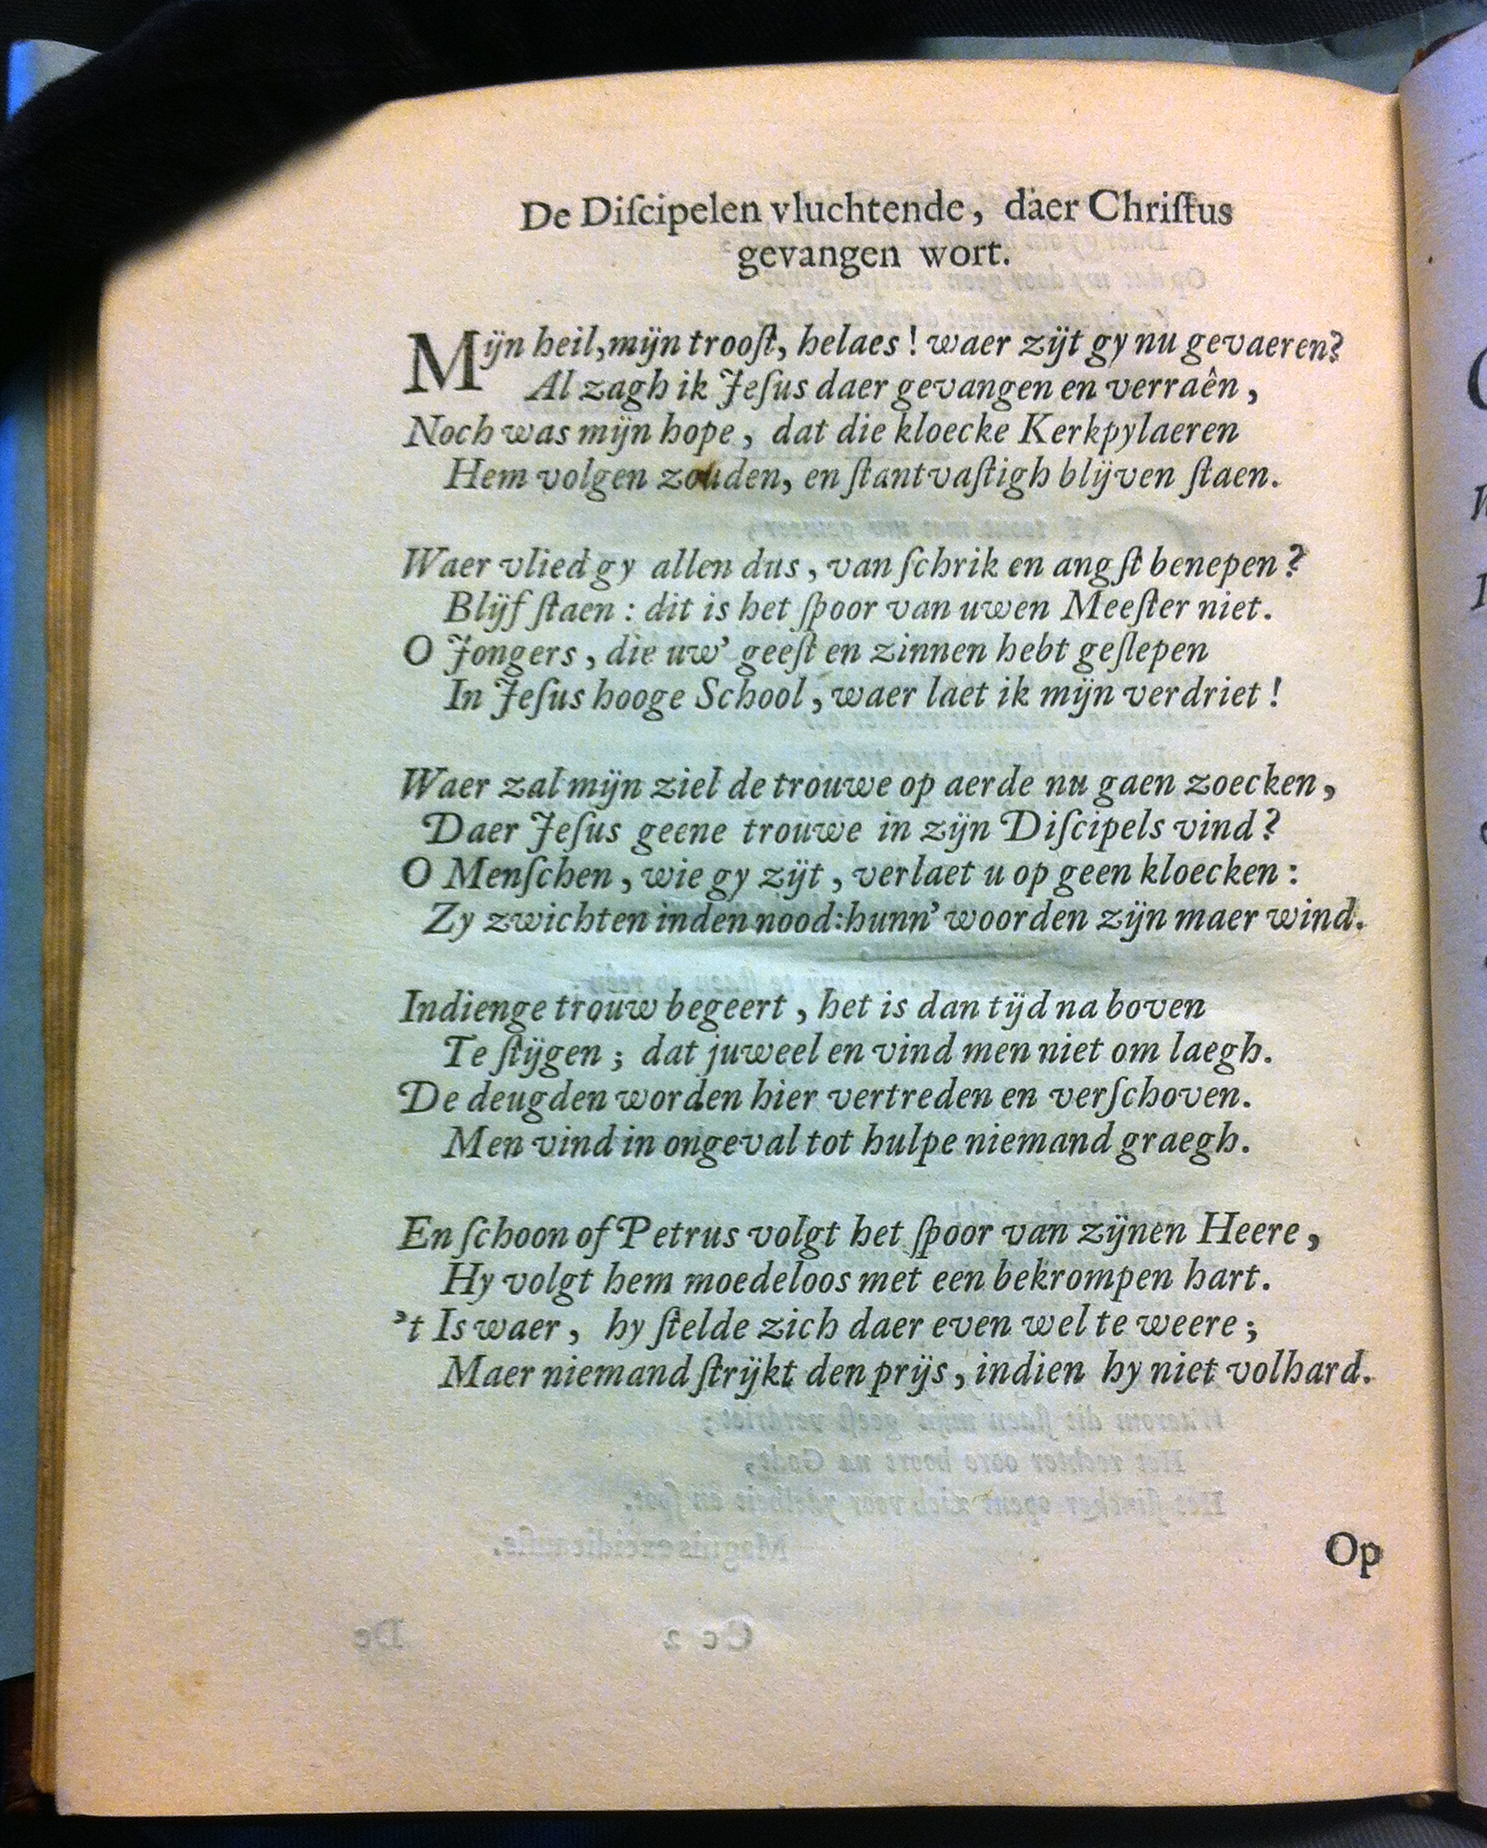 De Diſcipelen vluchtende, daer Chriſtus
gevangen wort.
Mijn heil, mijn trooſt, helaes! waer zijt gy nu gevaeren?
Al zagh ik Jeſus daer gevangen en verraên,
Noch was mijn hope, dat die kloecke Kerkpylaeren
Hem volgen zouden, en ſtantvaſtigh blijven ſtaen.
Waer vlied gy allen dus, van ſchrik en angſt benepen?
Blijf ſtaen: dit is het ſpoor van uwen Meeſter niet.
O Jongers, die uw' geeſt en zinnen hebt geſlepen
In Jeſus hooge School, waer laet ik mijn verdriet!
Waer zal mijn ziel de trouwe op aerde nu gaen zoecken,
Daer Jeſus geene trouwe in zijn Diſcipels vind?
O Menſchen, wie gy zijt, verlaet u op geen kloecken:
Zy zwichten in den nood: hunn' woorden zijn maer wind.
Indien ge trouw begeert, het is dan tijd na boven
Te ſtijgen; dat juweel en vind men niet om laegh.
De deugden worden hier vertreden en verſchoven.
Men vind in ongeval tot hulpe niemand graegh.
En ſchoon of Petrus volgt het ſpoor van zijnen Heere,
Hy volgt hem moedeloos met een bekrompen hart.
't Is waer, hy ſtelde zich daer even wel te weere;
Maer niemand ſtrijkt den prijs, indien hy niet volhard.
Op